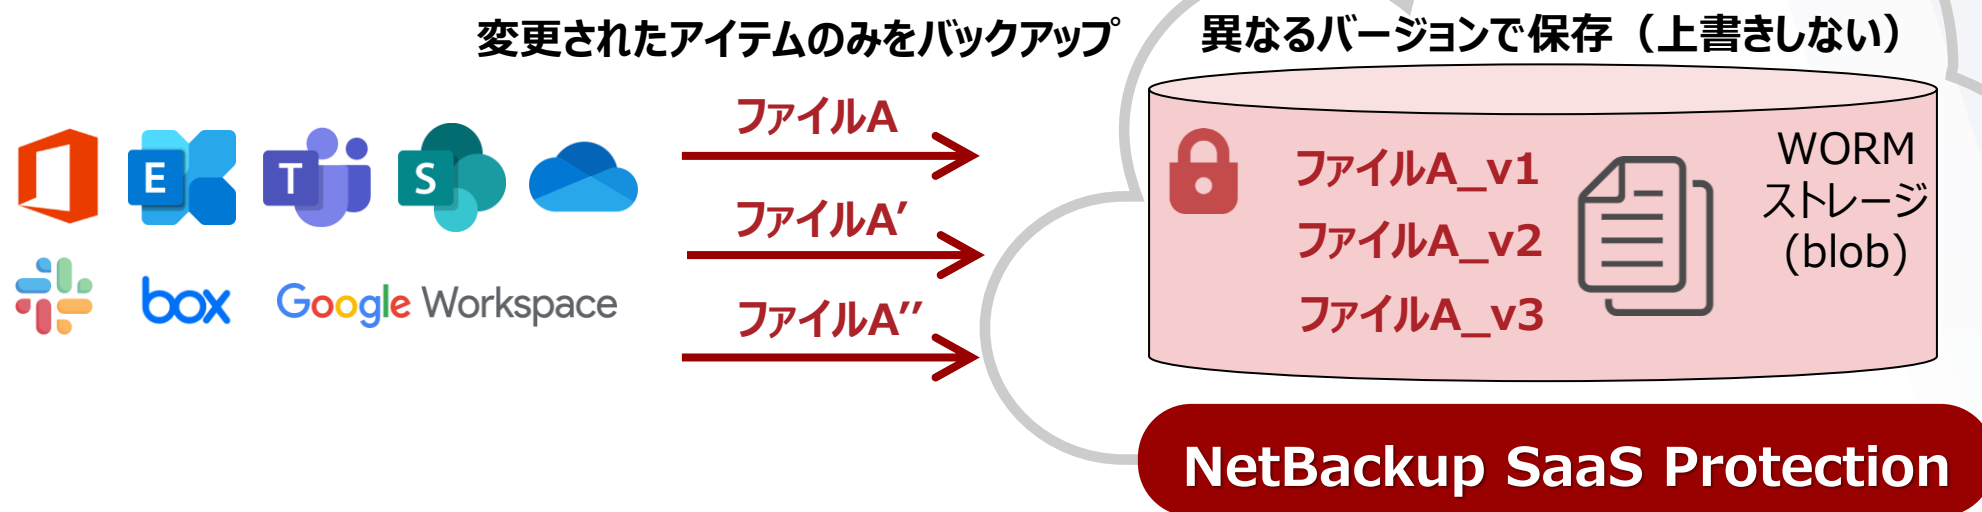 変更されたアイテムのみをバックアップ
異なるバージョンで保存（上書きしない）
ファイルA
ファイルA′
ファイルA′′
E
T
S
box
Google Workspace
ファイルA_v1
ファイルA_v2
ファイルA_v3
WORM
ストレージ
(blob)
NetBackup SaaS Protection